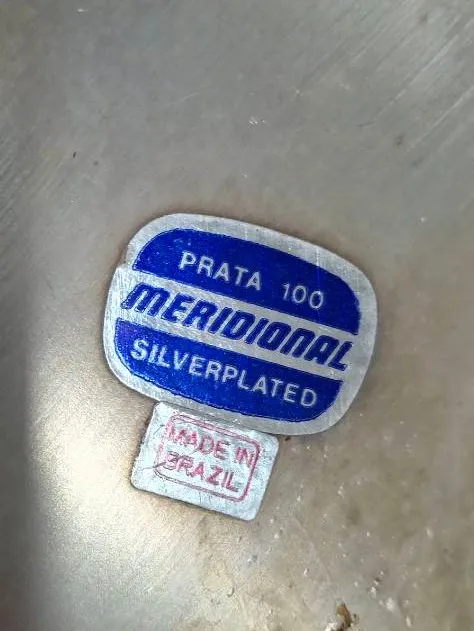 PRATA 100
MERIDIONAL
SILVERPLATED
MADE IN
BRAZIL